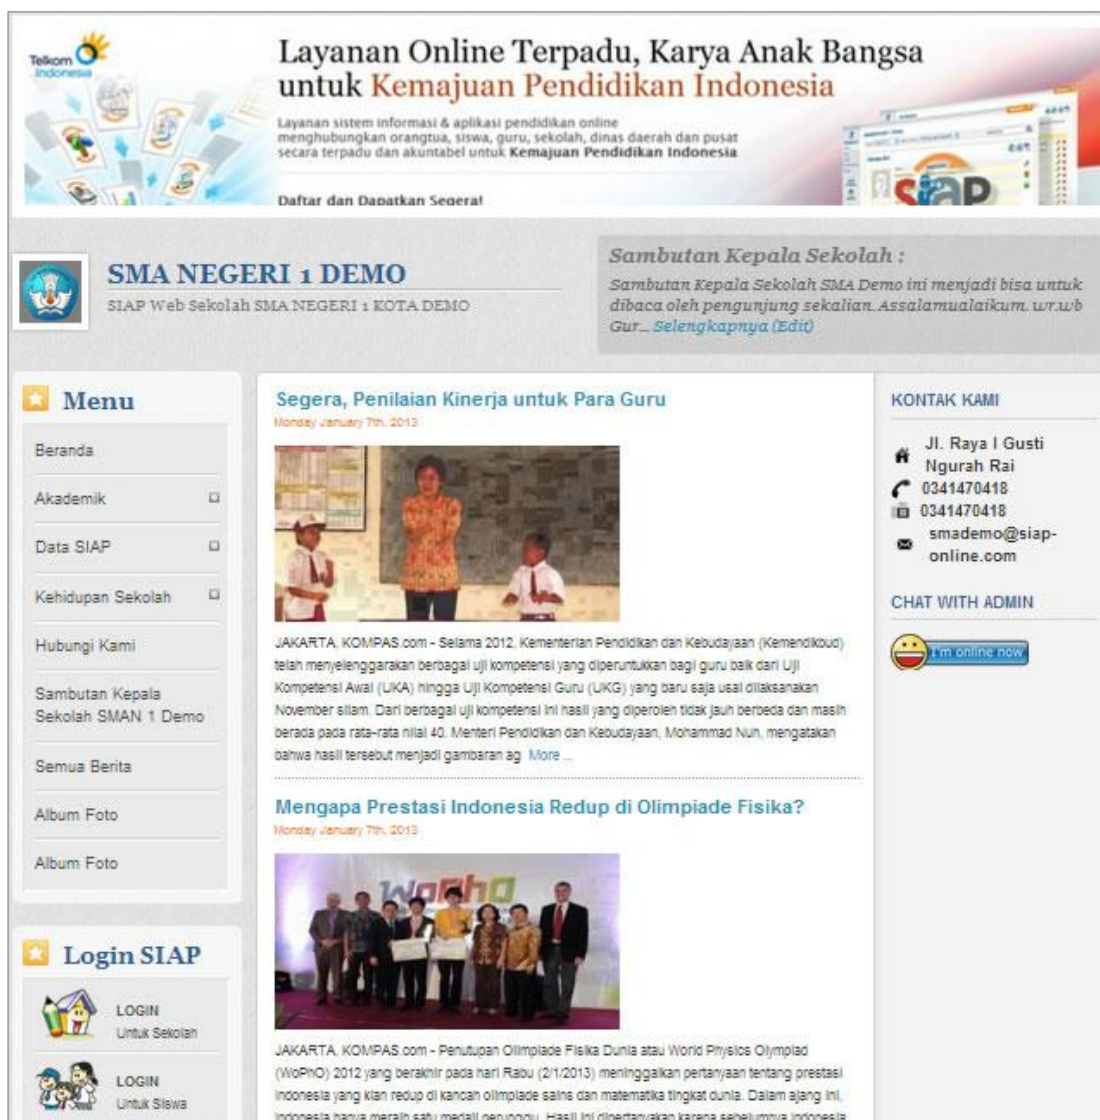 Telkom
Indonesia
Layanan Online Terpadu, Karya Anak Bangsa
untuk Kemajuan Pendidikan Indonesia
Layanan sistem informasi & aplikasi pendidikan online
menghubungkan orangtua, siswa, guru, sekolah, dinas daerah dan pusat
secara terpadu dan akuntabel untuk Kemajuan Pendidikan Indonesia
Daftar dan Dapatkan Segera!
siap
SMA NEGERI 1 DEMO
SIAP Web Sekolah SMA NEGERI 1 KOTA DEMO
Sambutan Kepala Sekolah :
Sambutan Kepala Sekolah SMA Demo ini menjadi bisa untuk
dibaca oleh pengunjung sekalian. Assalamualaikum. wr.wb
Gur... Selengkapnya (Edit)
Menu
Beranda
Akademik
Data SIAP
Kehidupan Sekolah
Hubungi Kami
Sambutan Kepala
Sekolah SMAN 1 Demo
Semua Berita
Album Foto
Album Foto
Login SIAP
LOGIN
Untuk Sekolah
LOGIN
Untuk Siswa
Segera, Penilaian Kinerja untuk Para Guru
Monday January 7th, 2013
JAKARTA, KOMPAS.com - Selama 2012, Kementerian Pendidikan dan Kebudayaan (Kemendikbud)
telah menyelenggarakan berbagai uji kompetensi yang diperuntukkan bagi guru baik dari Uji
Kompetensi Awal (UKA) hingga Uji Kompetensi Guru (UKG) yang baru saja usai dilaksanakan
November silam. Dari berbagai uji kompetensi ini hasil yang diperoleh tidak jauh berbeda dan masih
berada pada rata-rata nilai 40. Menteri Pendidikan dan Kebudayaan, Mohammad Nuh, mengatakan
bahwa hasil tersebut menjadi gambaran ag More ...
Mengapa Prestasi Indonesia Redup di Olimpiade Fisika?
Monday January 7th, 2013
WoPhO
JAKARTA, KOMPAS.com - Penutupan Olimpiade Fisika Dunia atau World Physics Olympiad
(WoPhO) 2012 yang berakhir pada hari Rabu (2/1/2013) meninggalkan pertanyaan tentang prestasi
Indonesia yang kian redup di kancah olimpiade sains dan matematika tingkat dunia. Dalam ajang ini,
Indonesia hanya meraih satu medali perunggu. Hasil ini dipertanyakan karena sebelumnya Indonesia
KONTAK KAMI
Jl. Raya I Gusti
Ngurah Rai
0341470418
0341470418
smademo@siap-
online.com
CHAT WITH ADMIN
I'm online now